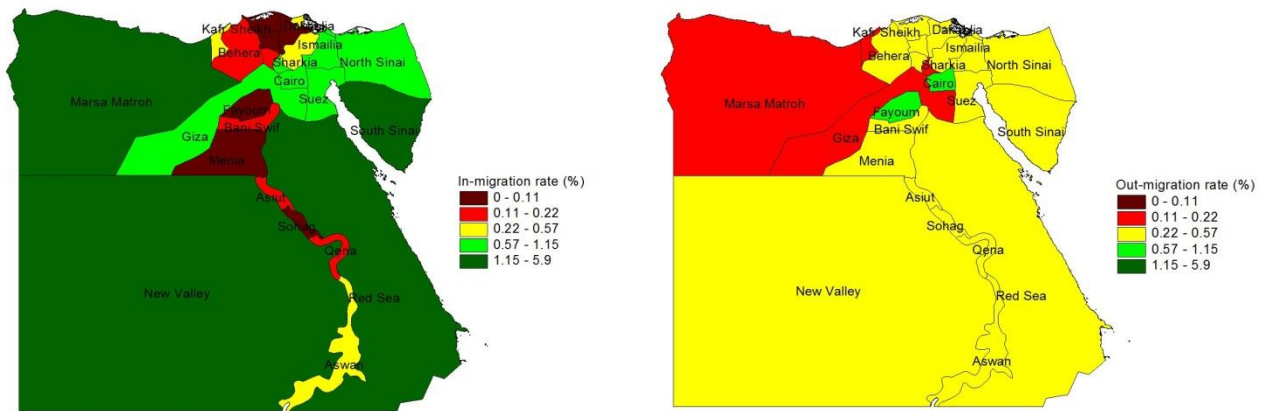 Kafr Sheikh
Behera
Ismailia
Sharkia
North Sinai
Cairo
Marsa Matroh
Suez
Fayoum
South Sinai
Giza
Bani Swif
Menia
Asiut
Sohag
Qena
New Valley
Red Sea
Aswan
In-migration rate (%)
0 - 0.11
0.11 - 0.22
0.22 - 0.57
0.57 - 1.15
1.15 - 5.9
Kafr Sheikh
Dakahlia
Behera
Ismailia
Sharkia
North Sinai
Cairo
Marsa Matroh
Suez
Fayoum
South Sinai
Giza
Bani Swif
Menia
Asiut
Sohag
Qena
New Valley
Red Sea
Aswan
Out-migration rate (%)
0 - 0.11
0.11 - 0.22
0.22 - 0.57
0.57 - 1.15
1.15 - 5.9